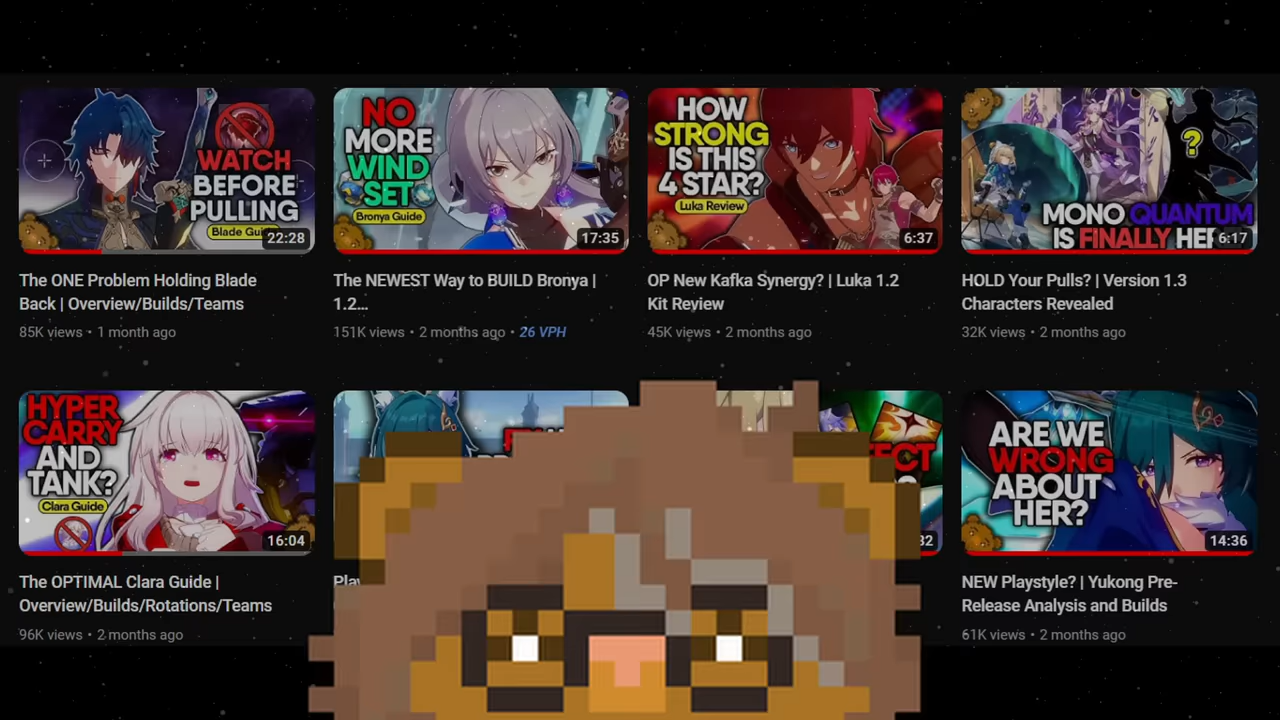 WATCH
BEFORE
PULLING
Blade
22:28
NO
MORE
WIND
SET
Bronya Guide
17:35
HOW
STRONG
IS THIS
4 STAR?
Luka Review
6:37
?
MONO QUANTUM
IS FINALLY
6:17
The ONE Problem Holding Blade
Back | Overview/Builds/Teams
85K views • 1 month ago
The NEWEST Way to BUILD Bronya |
1.2...
151K views • 2 months ago • 26 VPH
OP New Kafka Synergy? | Luka 1.2
Kit Review
45K views • 2 months ago
HOLD Your Pulls? | Version 1.3
Characters Revealed
32K views • 2 months ago
HYPER
CARRY
AND
TANK?
Clara Guide
16:04
ARE WE
WRONG
ABOUT
HER?
14:36
The OPTIMAL Clara Guide |
Overview/Builds/Rotations/Teams
96K views • 2 months ago
NEW Playstyle? | Yukong Pre-
Release Analysis and Builds
61K views • 2 months ago